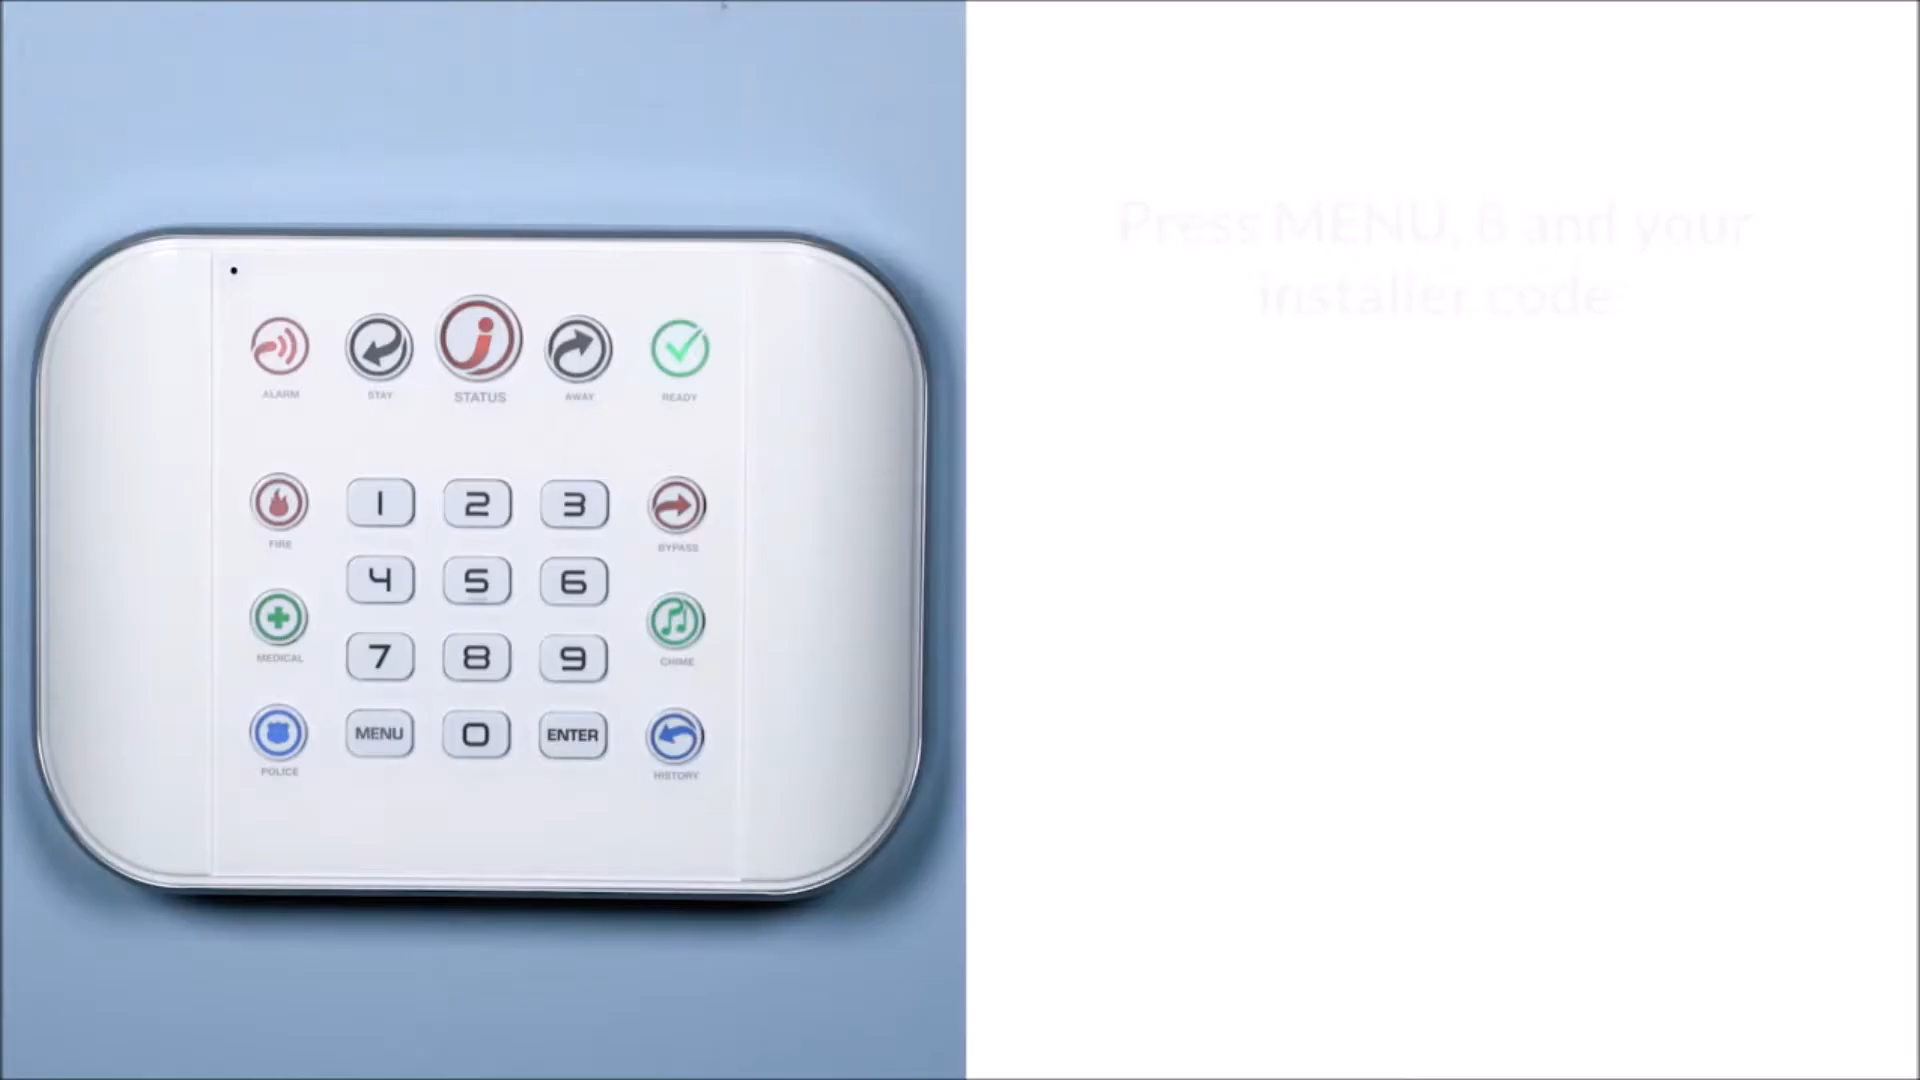 Press MENU, 8 and your
installer code
ALARM
STAY
STATUS
AWAY
READY
FIRE
1 2 3
BYPASS
4 5 6
MEDICAL
CHIME
7 8 9
POLICE
MENU 0 ENTER
HISTORY